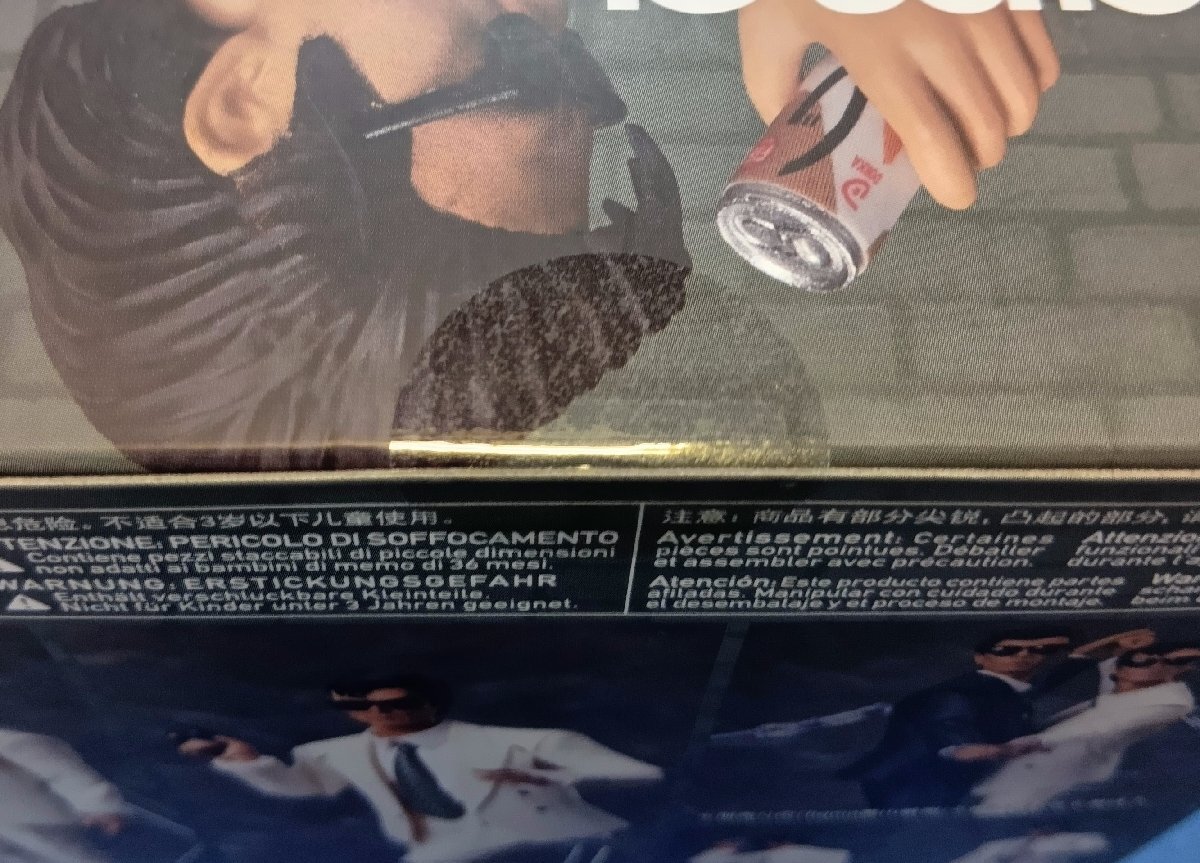 危险。不适合3岁以下儿童使用。
TENZIONE: PERICOLO DI SOFFOCAMENTO
Contiene pezzi staccabili di piccole dimensioni
non adatti ai bambini di memo di 36 mesi.
WARNUNG: ERSTICKUNGSGEFAHR
Enthält verschluckbare Kleinteile.
Nicht für Kinder unter 3 Jahren geeignet.
注意：商品有部分尖锐，凸起的部分，
Avertissement: Certaines
pièces sont pointues. Déballer
et assembler avec précaution.
Atención: Este producto contiene partes
afiladas. Manipular con cuidado durante
el desembalaje y el proceso de montaje.
Attenzio
funzional
durante l'a